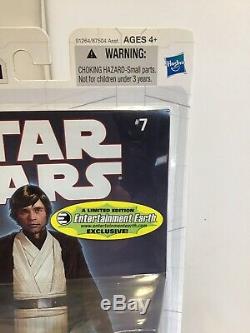 91264/87504 Asst.
AGES 4+
WARNING:
CHOKING HAZARD-Small parts.
Not for children under 3 years.
Hasbro
#7
STAR
WARS
A LIMITED EDITION
Entertainment Earth
www.entertainmentearth.com
EXCLUSIVE!